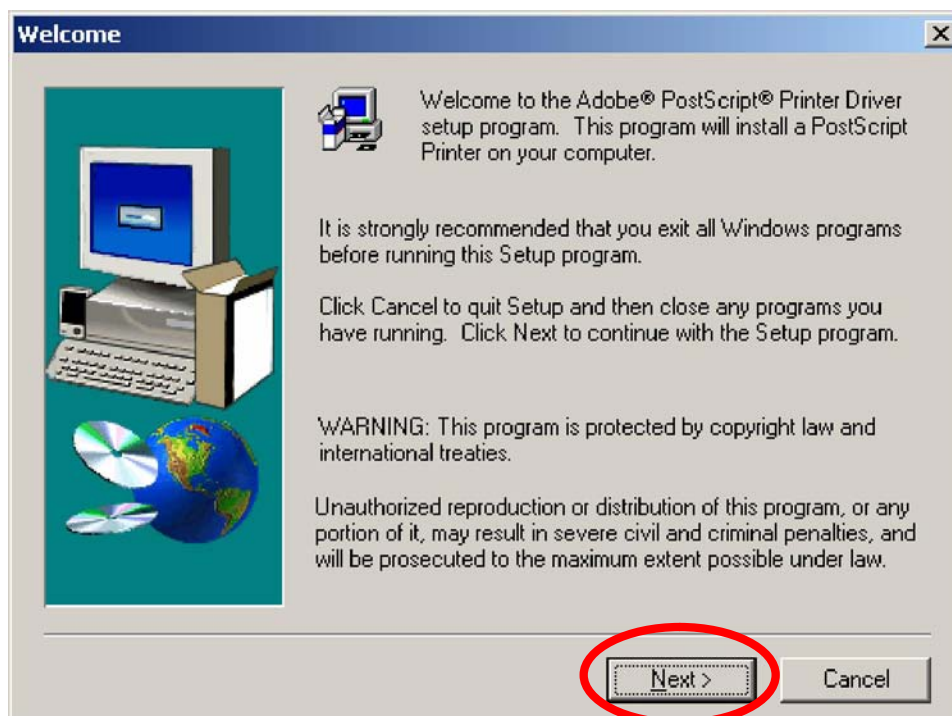 Welcome
Welcome to the Adobe® PostScript® Printer Driver
setup program.  This program will install a PostScript
Printer on your computer.
It is strongly recommended that you exit all Windows programs
before running this Setup program.
Click Cancel to quit Setup and then close any programs you
have running.  Click Next to continue with the Setup program.
WARNING: This program is protected by copyright law and
international treaties.
Unauthorized reproduction or distribution of this program, or any
portion of it, may result in severe civil and criminal penalties, and
will be prosecuted to the maximum extent possible under law.
Next >
Cancel